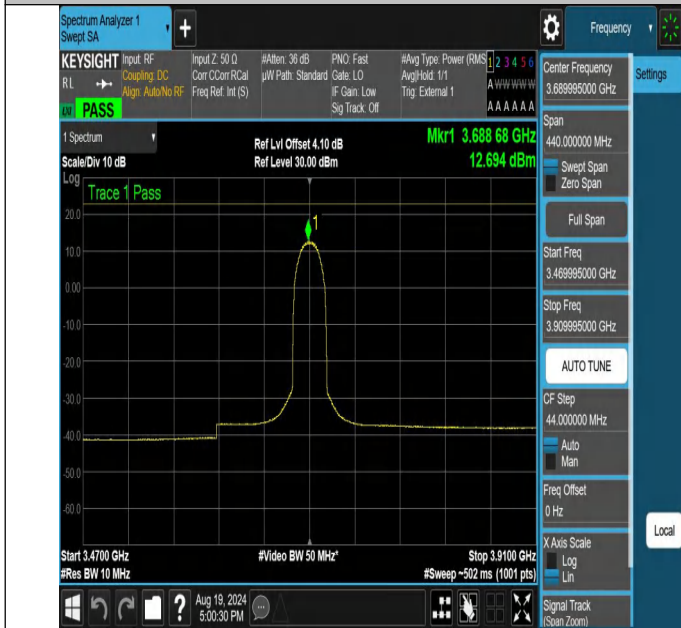 Spectrum Analyzer 1
Swept SA
+
Frequency
KEYSIGHT
RL
PASS
Input: RF
Coupling: DC
Align: Auto/No RF
Input Z: 50 Ω
Corr CCorr RCal
Freq Ref: Int (S)
#Atten: 36 dB
µW Path: Standard
PNO: Fast
Gate: LO
IF Gain: Low
Sig Track: Off
#Avg Type: Power (RMS
Avg|Hold: 1/1
Trig: External 1
1 2 3 4 5 6
A W W W W W
A A A A A A
1 Spectrum
Scale/Div 10 dB
Ref Lvl Offset 4.10 dB
Ref Level 30.00 dBm
Mkr1 3.688 68 GHz
12.694 dBm
Log
Trace 1 Pass
1
20.0
10.0
0.00
-10.0
-20.0
-30.0
-40.0
-50.0
-60.0
Start 3.4700 GHz
#Res BW 10 MHz
#Video BW 50 MHz*
Stop 3.9100 GHz
#Sweep ~502 ms (1001 pts)
Center Frequency
3.689995000 GHz
Settings
Span
440.000000 MHz
Swept Span
Zero Span
Full Span
Start Freq
3.469995000 GHz
Stop Freq
3.909995000 GHz
AUTO TUNE
CF Step
44.000000 MHz
Auto
Man
Freq Offset
0 Hz
X Axis Scale
Log
Lin
Local
Signal Track
(Span Zoom)
?
Aug 19, 2024
5:00:30 PM